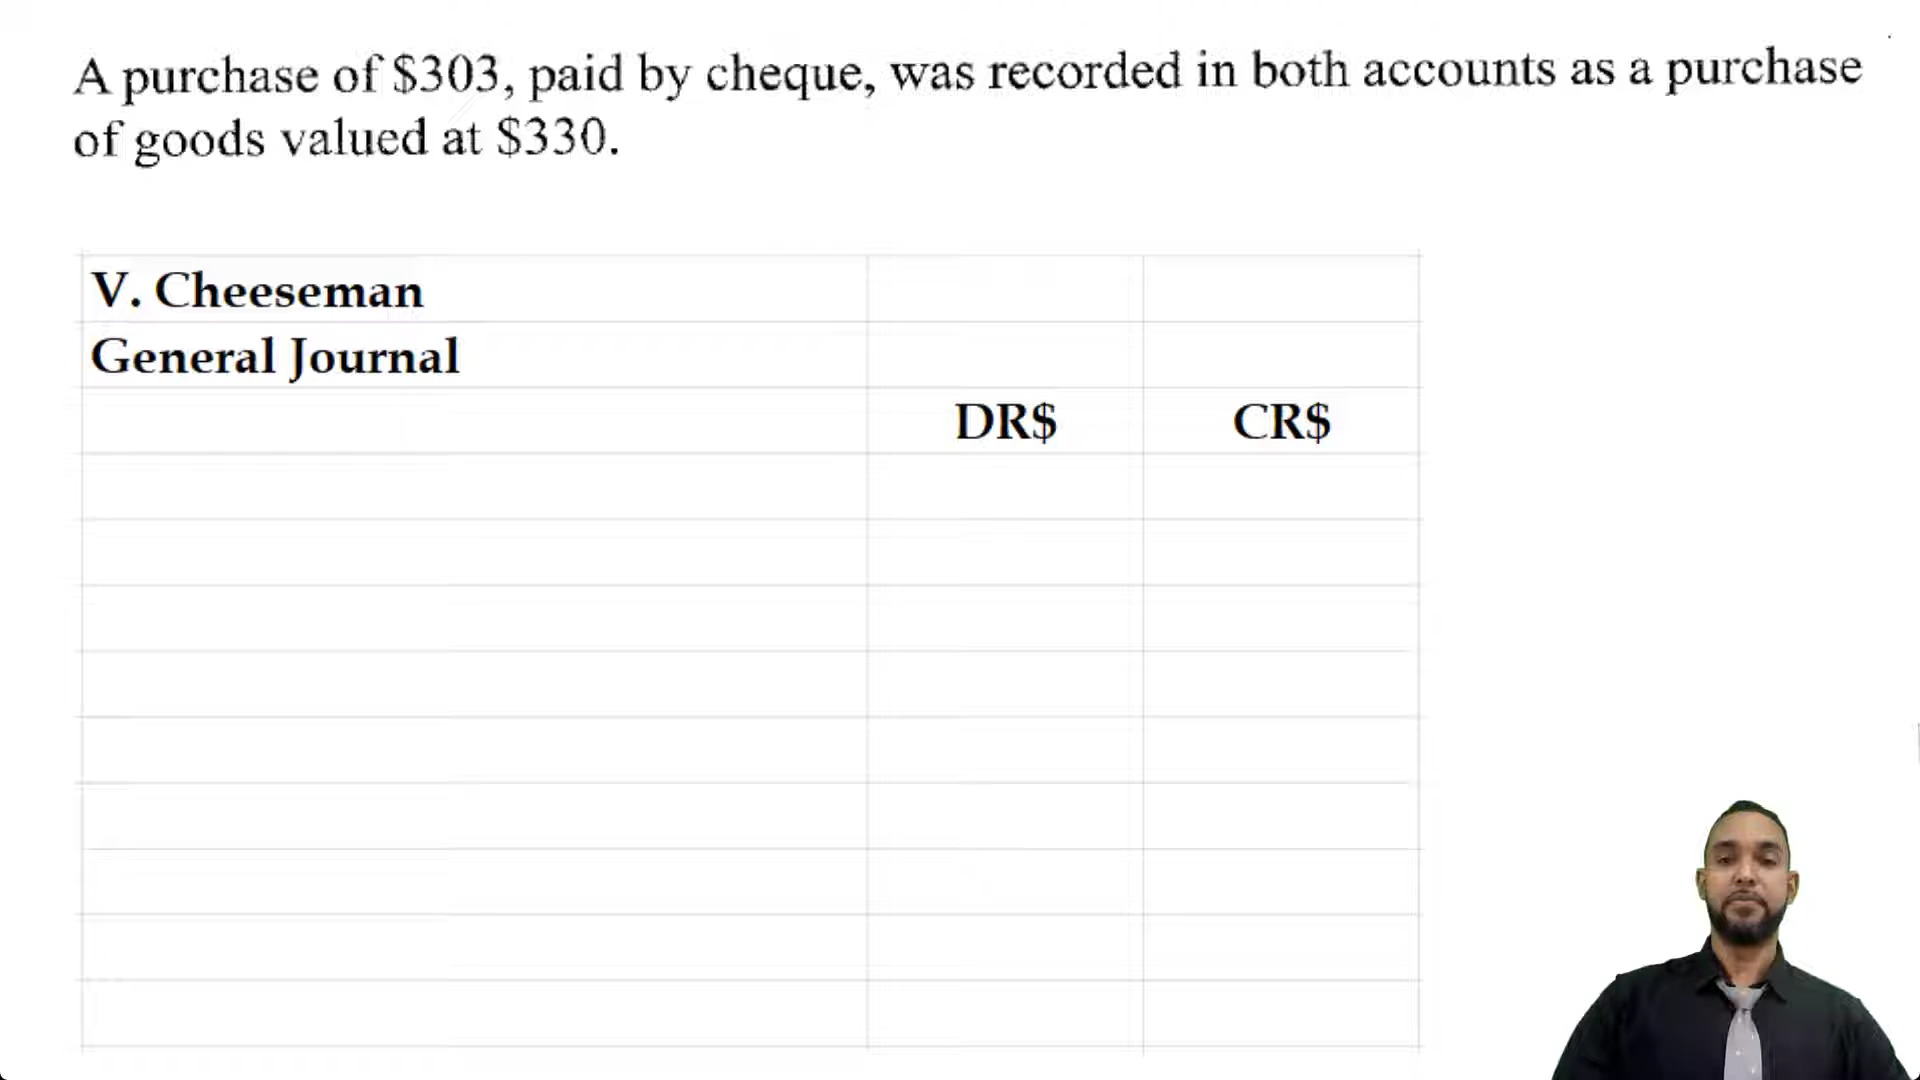 A purchase of $303, paid by cheque, was recorded in both accounts as a purchase
of goods valued at $330.
V. Cheeseman
General Journal
DR$ CR$